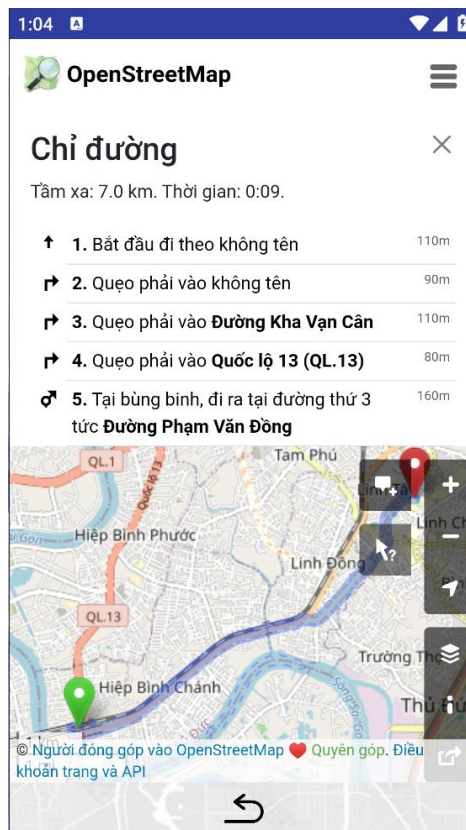 1:04
OpenStreetMap
Chỉ đường
Tầm xa: 7.0 km. Thời gian: 0:09.
1. Bắt đầu đi theo không tên 110m
2. Quẹo phải vào không tên 90m
3. Quẹo phải vào Đường Kha Vạn Cân 110m
4. Quẹo phải vào Quốc lộ 13 (QL.13) 80m
5. Tại bùng binh, đi ra tại đường thứ 3 160m
tức Đường Phạm Văn Đồng
Tam Phú
QL.1
Quốc lộ 13
Hiệp Bình Phước
Linh Đông
QL.13
Trường
Hiệp Bình Chánh
© Người đóng góp vào OpenStreetMap ❤️ Quyên góp. Điều
khoản trang và API